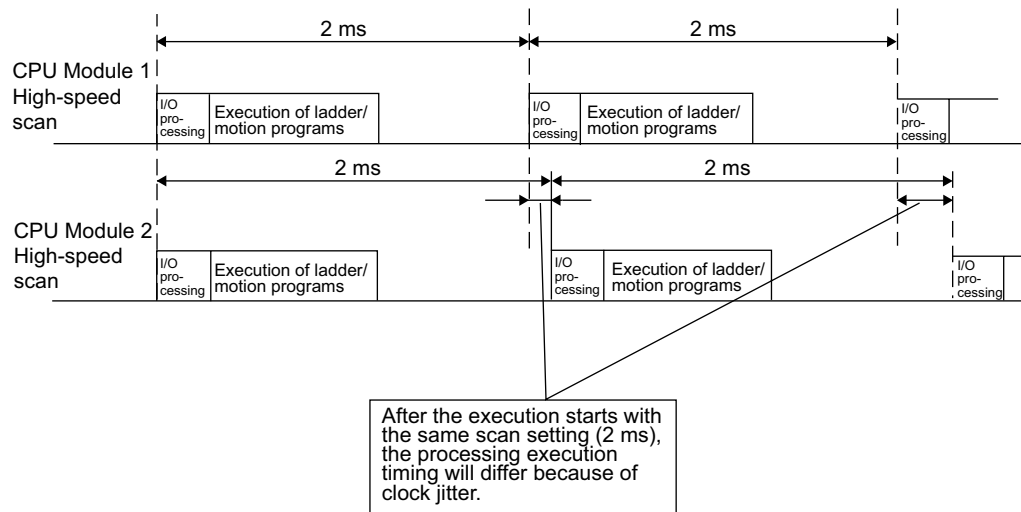 2 ms
2 ms
CPU Module 1
High-speed
scan
I/O
pro-
cessing
Execution of ladder/
motion programs
I/O
pro-
cessing
Execution of ladder/
motion programs
I/O
pro-
cessing
2 ms
2 ms
CPU Module 2
High-speed
scan
I/O
pro-
cessing
Execution of ladder/
motion programs
I/O
pro-
cessing
Execution of ladder/
motion programs
I/O
pro-
cessing
After the execution starts with
the same scan setting (2 ms),
the processing execution
timing will differ because of
clock jitter.